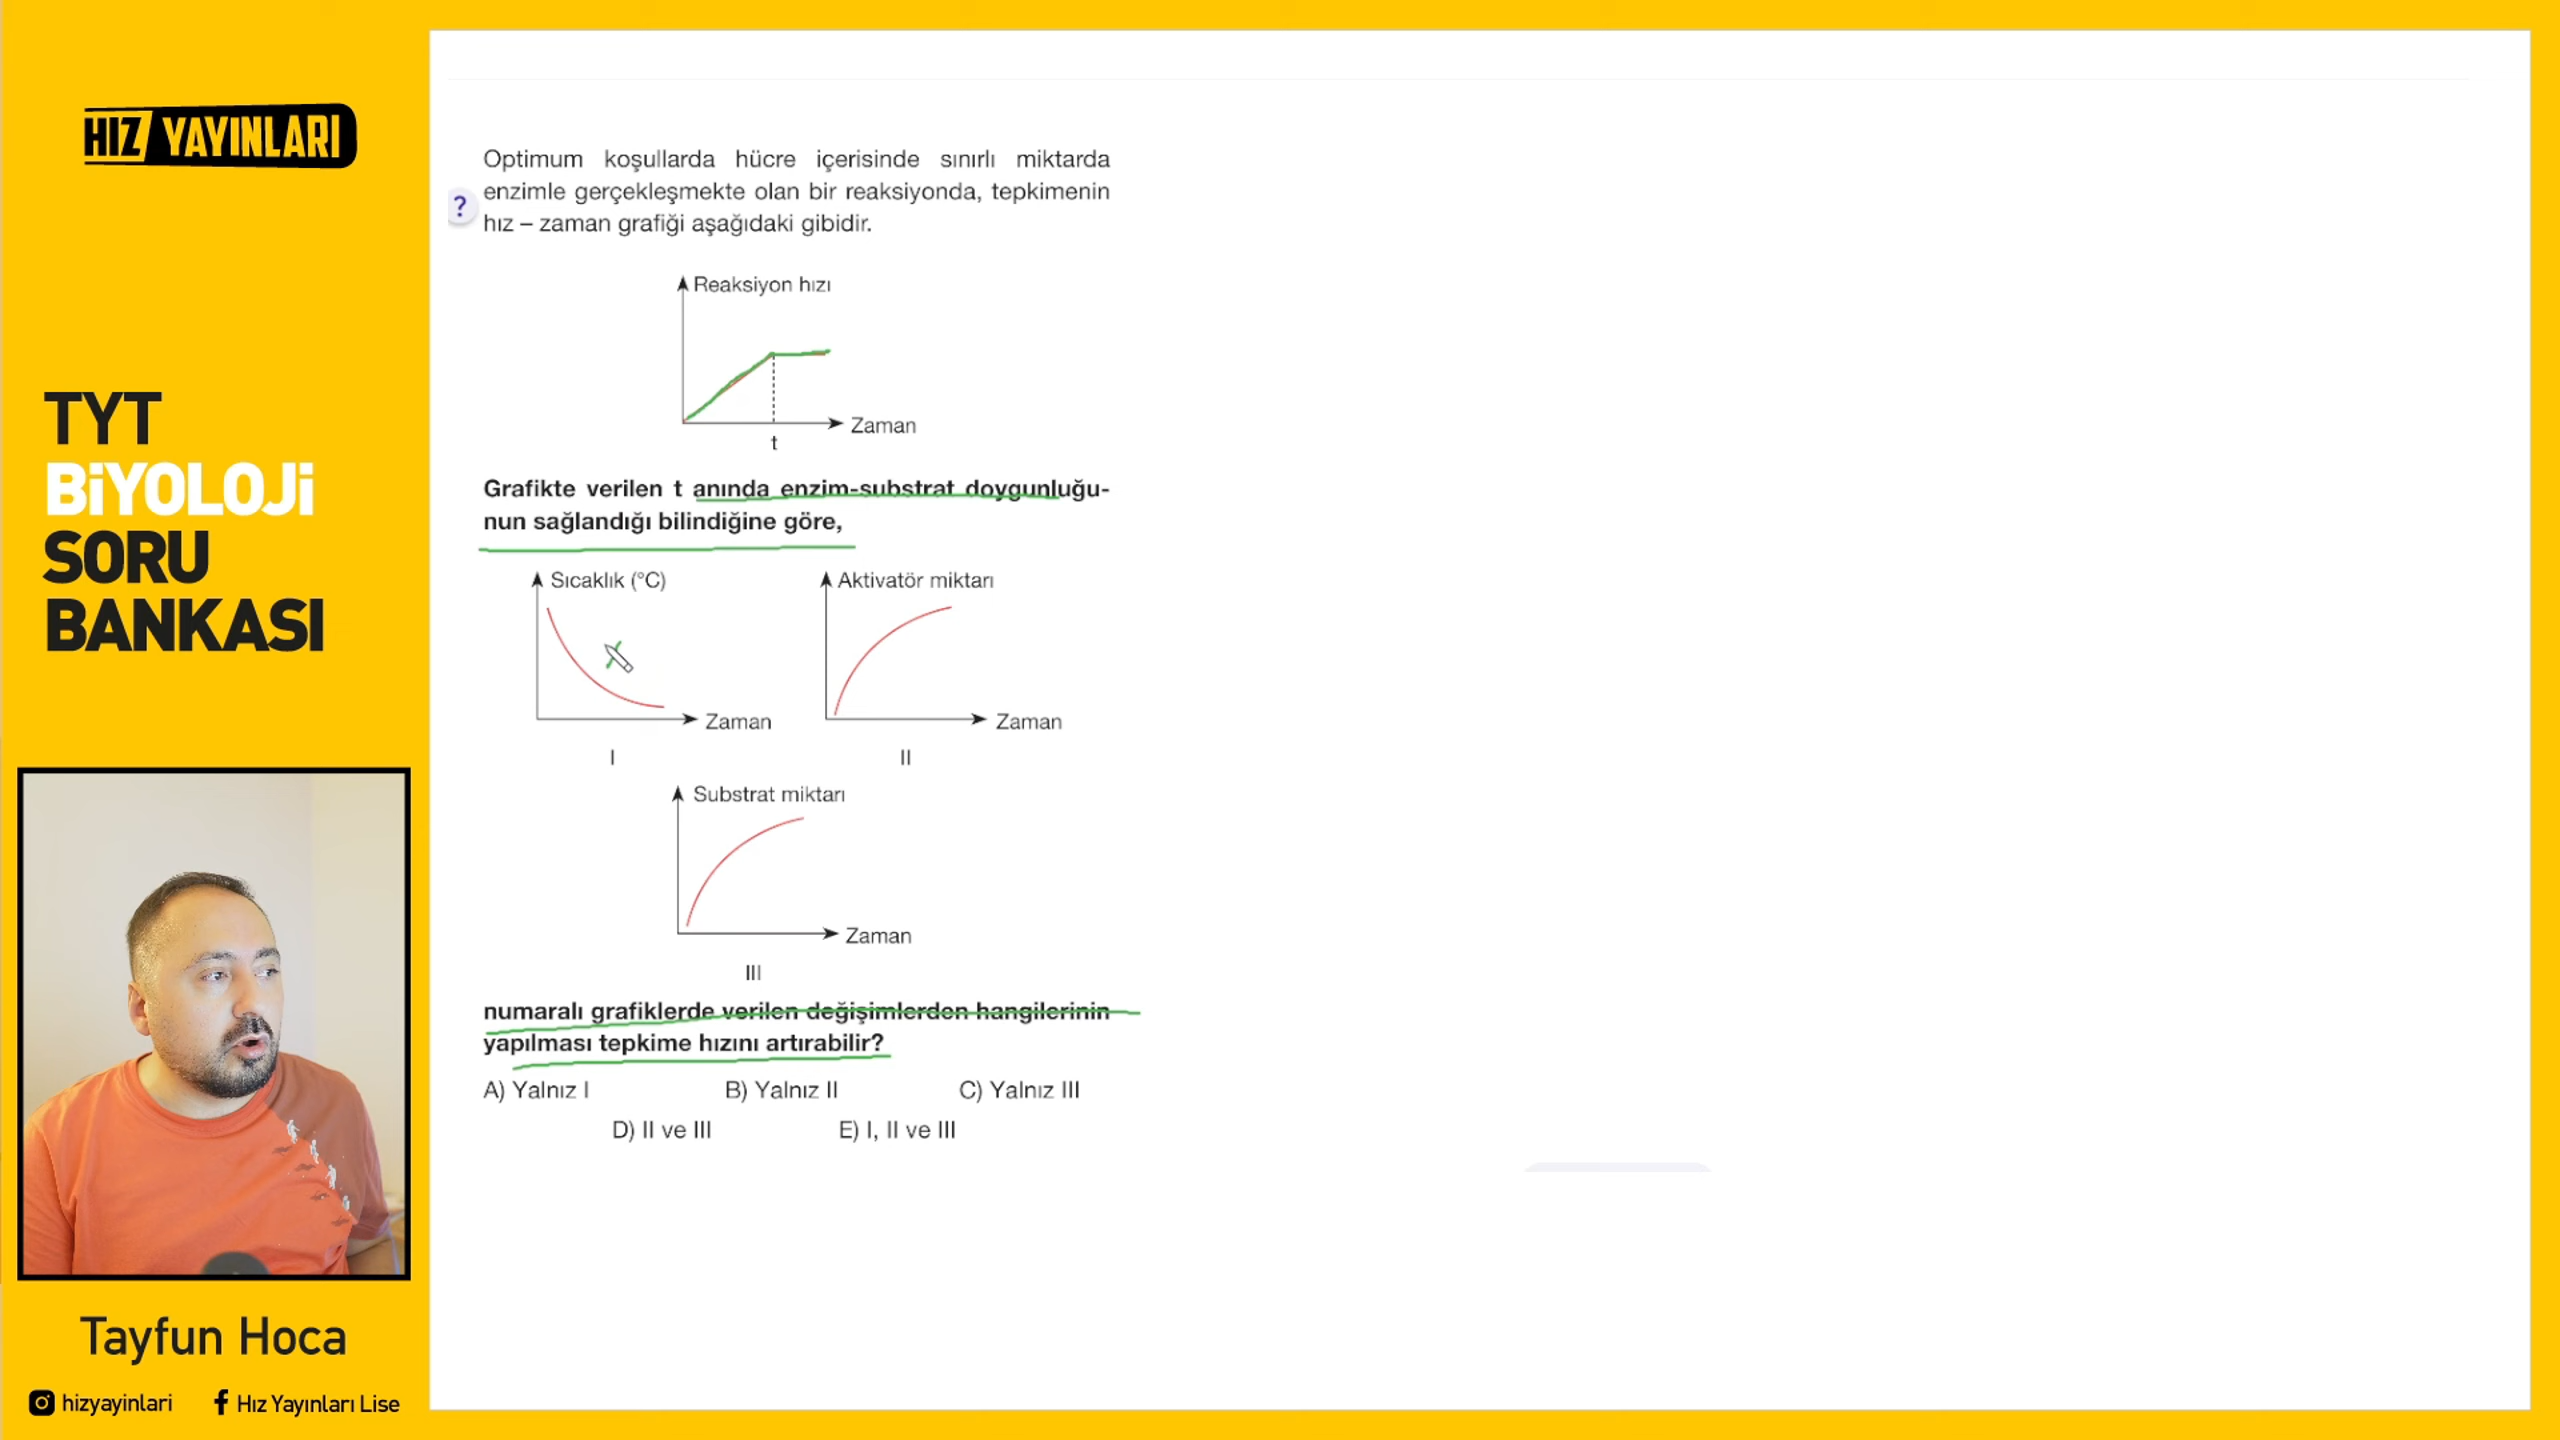 HIZ YAYINLARI
TYT
BİYOLOJİ
SORU
BANKASI
Tayfun Hoca
hizyayinlari
Hız Yayınları Lise
?
Optimum koşullarda hücre içerisinde sınırlı miktarda
enzimle gerçekleşmekte olan bir reaksiyonda, tepkimenin
hız – zaman grafiği aşağıdaki gibidir.
Reaksiyon hızı
Zaman
t
Grafikte verilen t anında enzim-substrat doygunluğu-
nun sağlandığı bilindiğine göre,
Sıcaklık (°C)
Zaman
I
Aktivatör miktarı
Zaman
II
Substrat miktarı
Zaman
III
numaralı grafiklerde verilen değişimlerden hangilerinin
yapılması tepkime hızını artırabilir?
A) Yalnız I
B) Yalnız II
C) Yalnız III
D) II ve III
E) I, II ve III